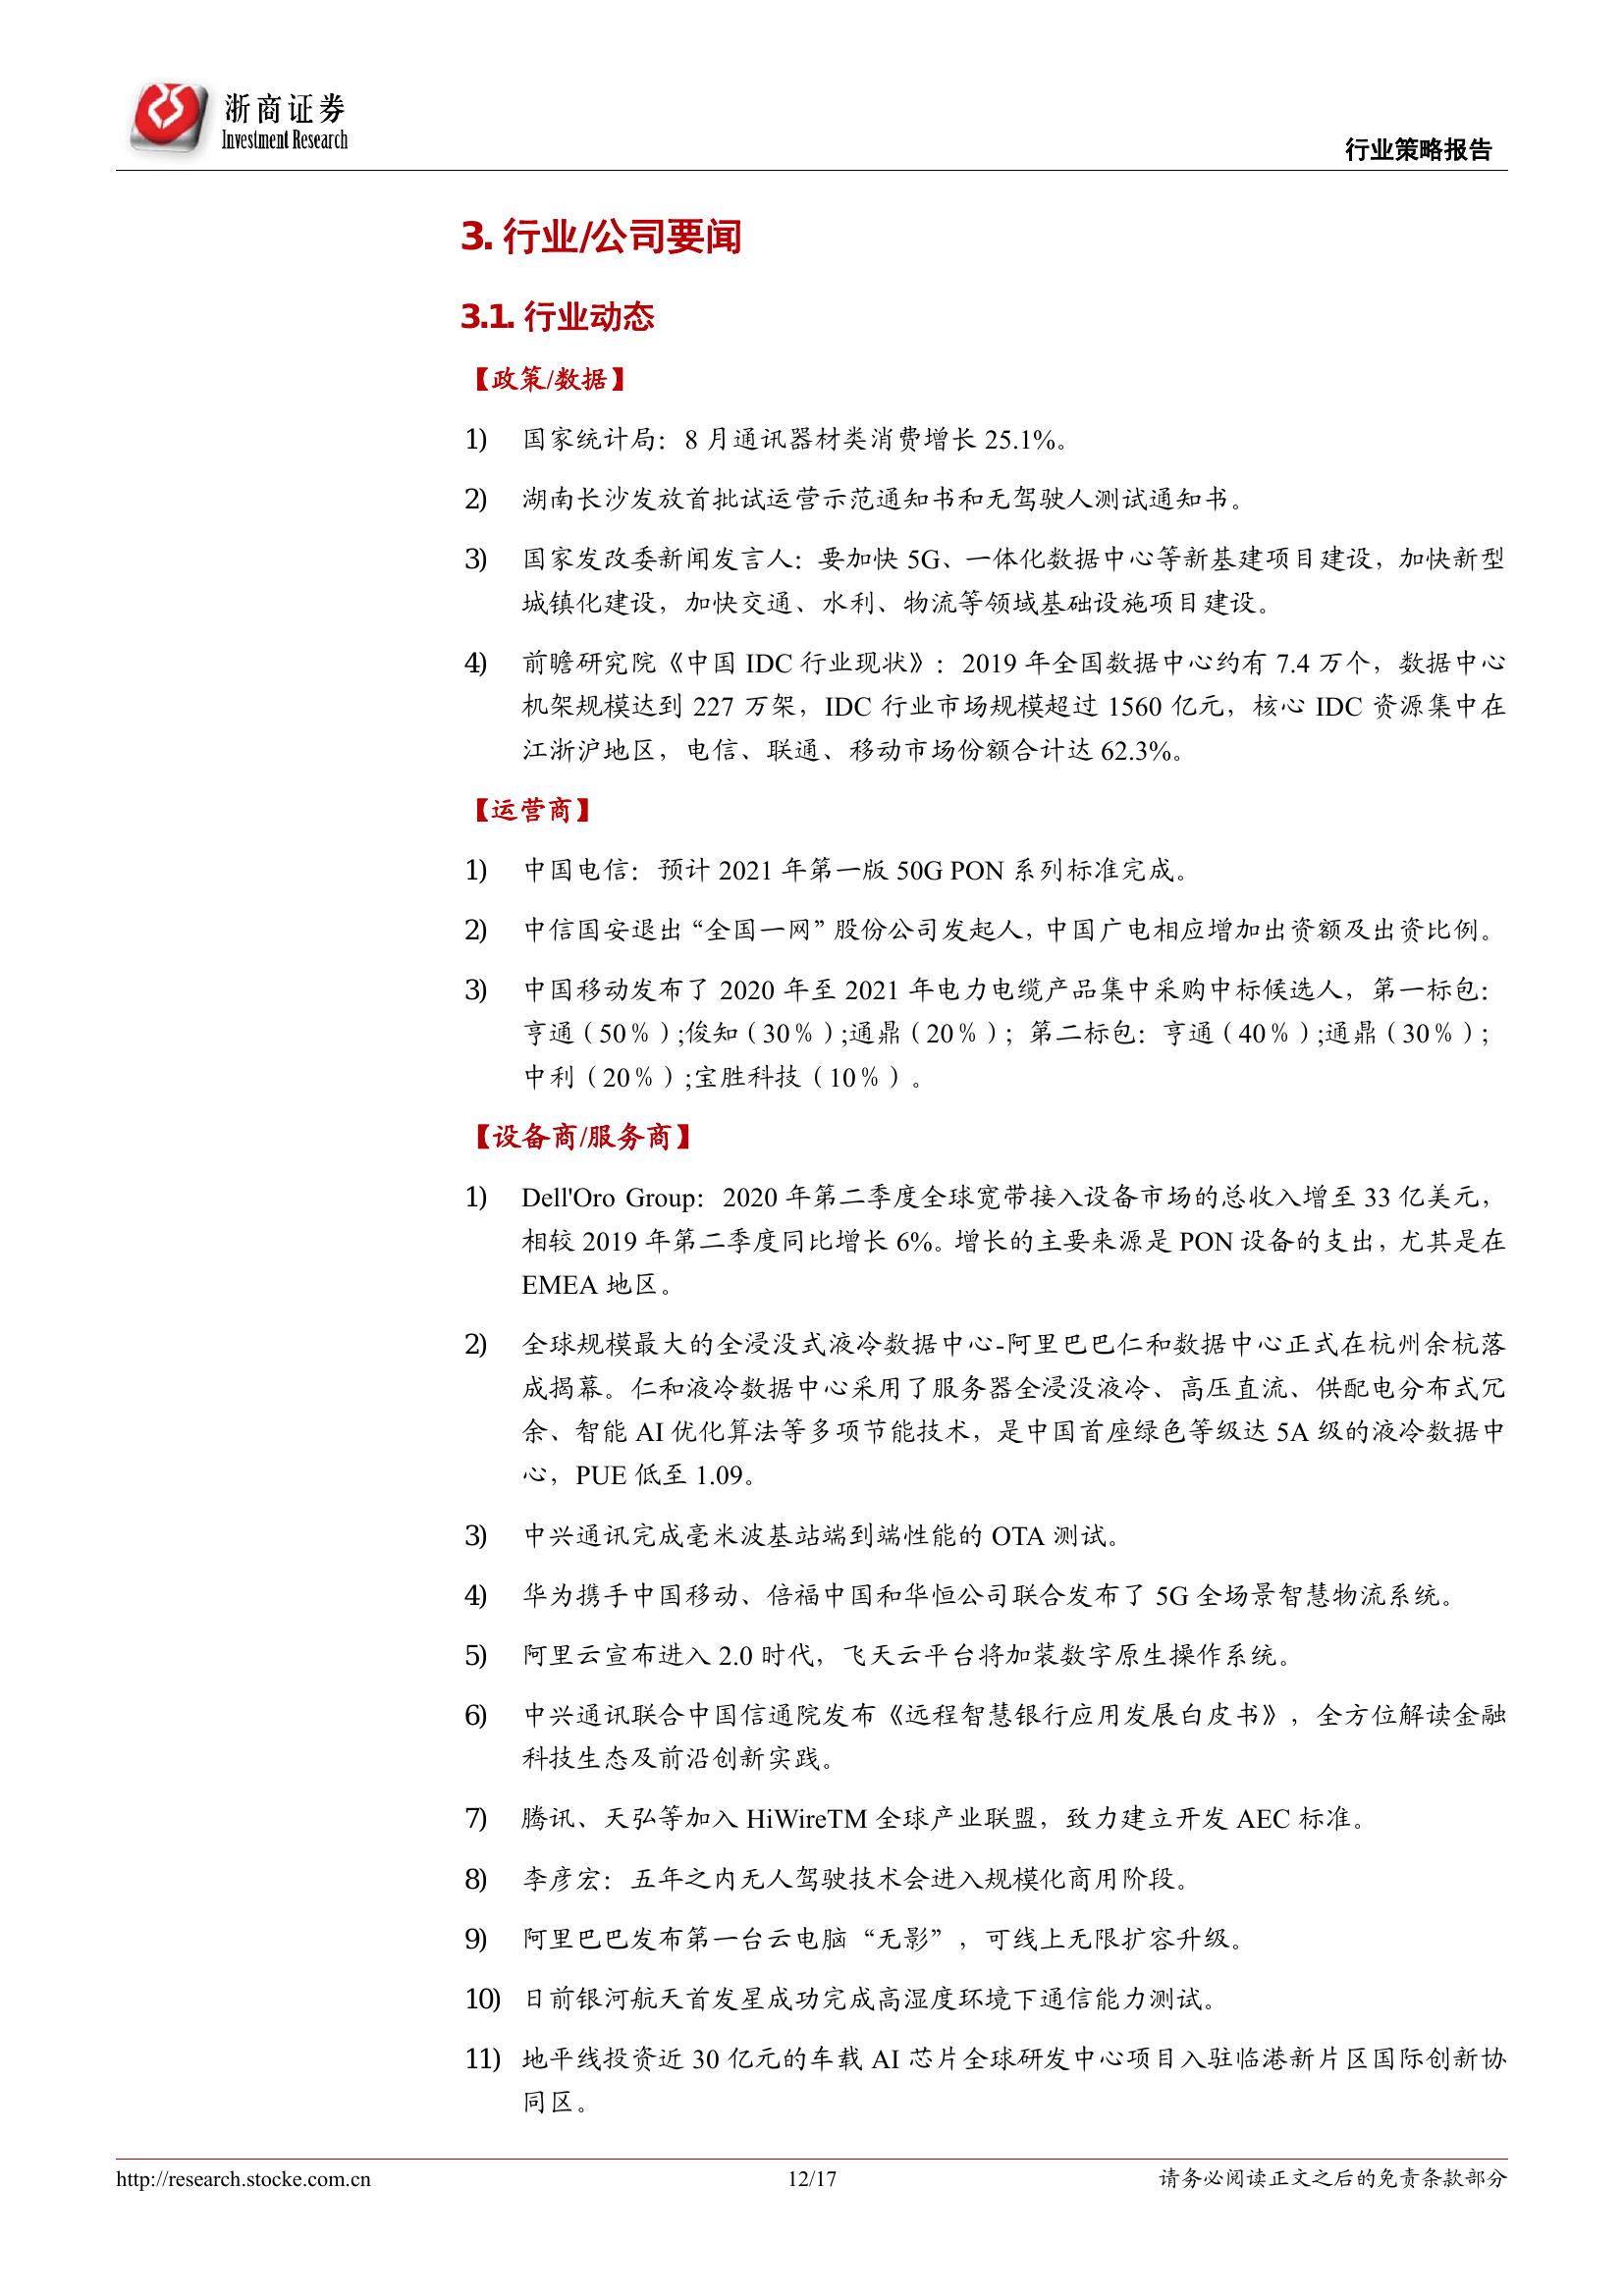 浙商证券
Investment Research
行业策略报告
3. 行业/公司要闻
3.1. 行业动态
【政策/数据】
1) 国家统计局：8 月通讯器材类消费增长 25.1%。
2) 湖南长沙发放首批试运营示范通知书和无驾驶人测试通知书。
3) 国家发改委新闻发言人：要加快 5G、一体化数据中心等新基建项目建设，加快新型
城镇化建设，加快交通、水利、物流等领域基础设施项目建设。
4) 前瞻研究院《中国 IDC 行业现状》：2019 年全国数据中心约有 7.4 万个，数据中心
机架规模达到 227 万架，IDC 行业市场规模超过 1560 亿元，核心 IDC 资源集中在
江浙沪地区，电信、联通、移动市场份额合计达 62.3%。
【运营商】
1) 中国电信：预计 2021 年第一版 50G PON 系列标准完成。
2) 中信国安退出 “全国一网” 股份公司发起人，中国广电相应增加出资额及出资比例。
3) 中国移动发布了 2020 年至 2021 年电力电缆产品集中采购中标候选人，第一标包：
亨通（50％）;俊知（30％）;通鼎（20％）；第二标包：亨通（40％）;通鼎（30％）;
中利（20％）;宝胜科技（10％）。
【设备商/服务商】
1) Dell'Oro Group：2020 年第二季度全球宽带接入设备市场的总收入增至 33 亿美元，
相较 2019 年第二季度同比增长 6%。增长的主要来源是 PON 设备的支出，尤其是在
EMEA 地区。
2) 全球规模最大的全浸没式液冷数据中心-阿里巴巴仁和数据中心正式在杭州余杭落
成揭幕。仁和液冷数据中心采用了服务器全浸没液冷、高压直流、供配电分布式冗
余、智能 AI 优化算法等多项节能技术，是中国首座绿色等级达 5A 级的液冷数据中
心，PUE 低至 1.09。
3) 中兴通讯完成毫米波基站端到端性能的 OTA 测试。
4) 华为携手中国移动、倍福中国和华恒公司联合发布了 5G 全场景智慧物流系统。
5) 阿里云宣布进入 2.0 时代，飞天云平台将加装数字原生操作系统。
6) 中兴通讯联合中国信通院发布《远程智慧银行应用发展白皮书》，全方位解读金融
科技生态及前沿创新实践。
7) 腾讯、天弘等加入 HiWireTM 全球产业联盟，致力建立开发 AEC 标准。
8) 李彦宏：五年之内无人驾驶技术会进入规模化商用阶段。
9) 阿里巴巴发布第一台云电脑 “无影”，可线上无限扩容升级。
10) 日前银河航天首发星成功完成高湿度环境下通信能力测试。
11) 地平线投资近 30 亿元的车载 AI 芯片全球研发中心项目入驻临港新片区国际创新协
同区。
http://research.stocke.com.cn 12/17 请务必阅读正文之后的免责条款部分